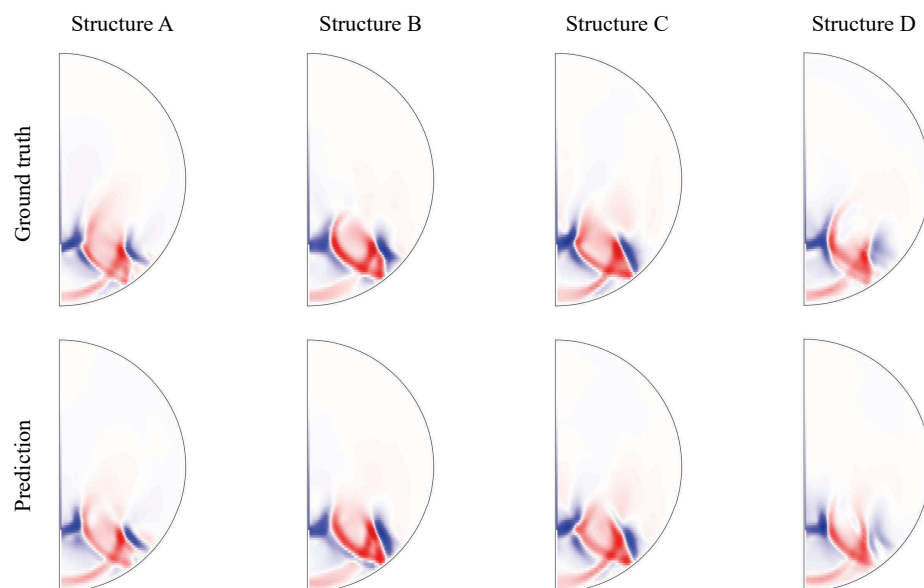 Structure A
Structure B
Structure C
Structure D
Ground truth
Prediction